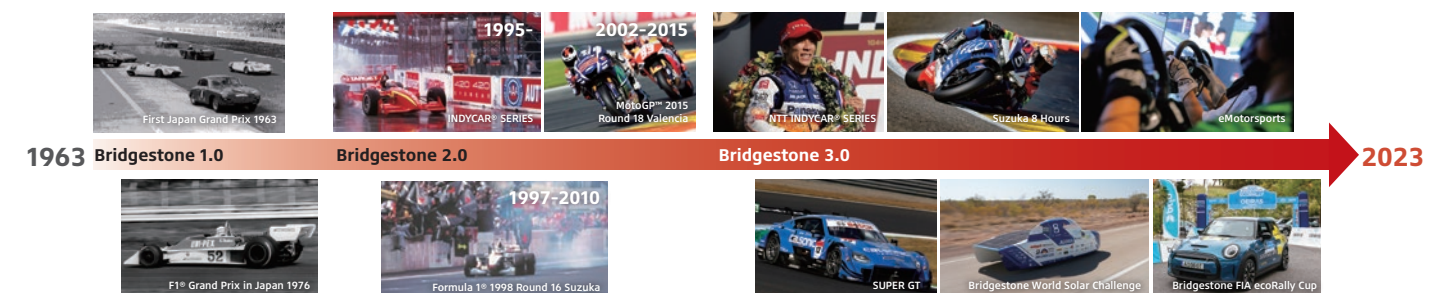 1995-
2002-2015
First Japan Grand Prix 1963
INDYCAR® SERIES
MotoGP™ 2015
Round 18 Valencia
NTT INDYCAR® SERIES
Suzuka 8 Hours
eMotorsports
1963
Bridgestone 1.0
Bridgestone 2.0
Bridgestone 3.0
2023
1997-2010
52
8
F1® Grand Prix in Japan 1976
Formula 1® 1998 Round 16 Suzuka
SUPER GT
Bridgestone World Solar Challenge
Bridgestone FIA ecoRally Cup